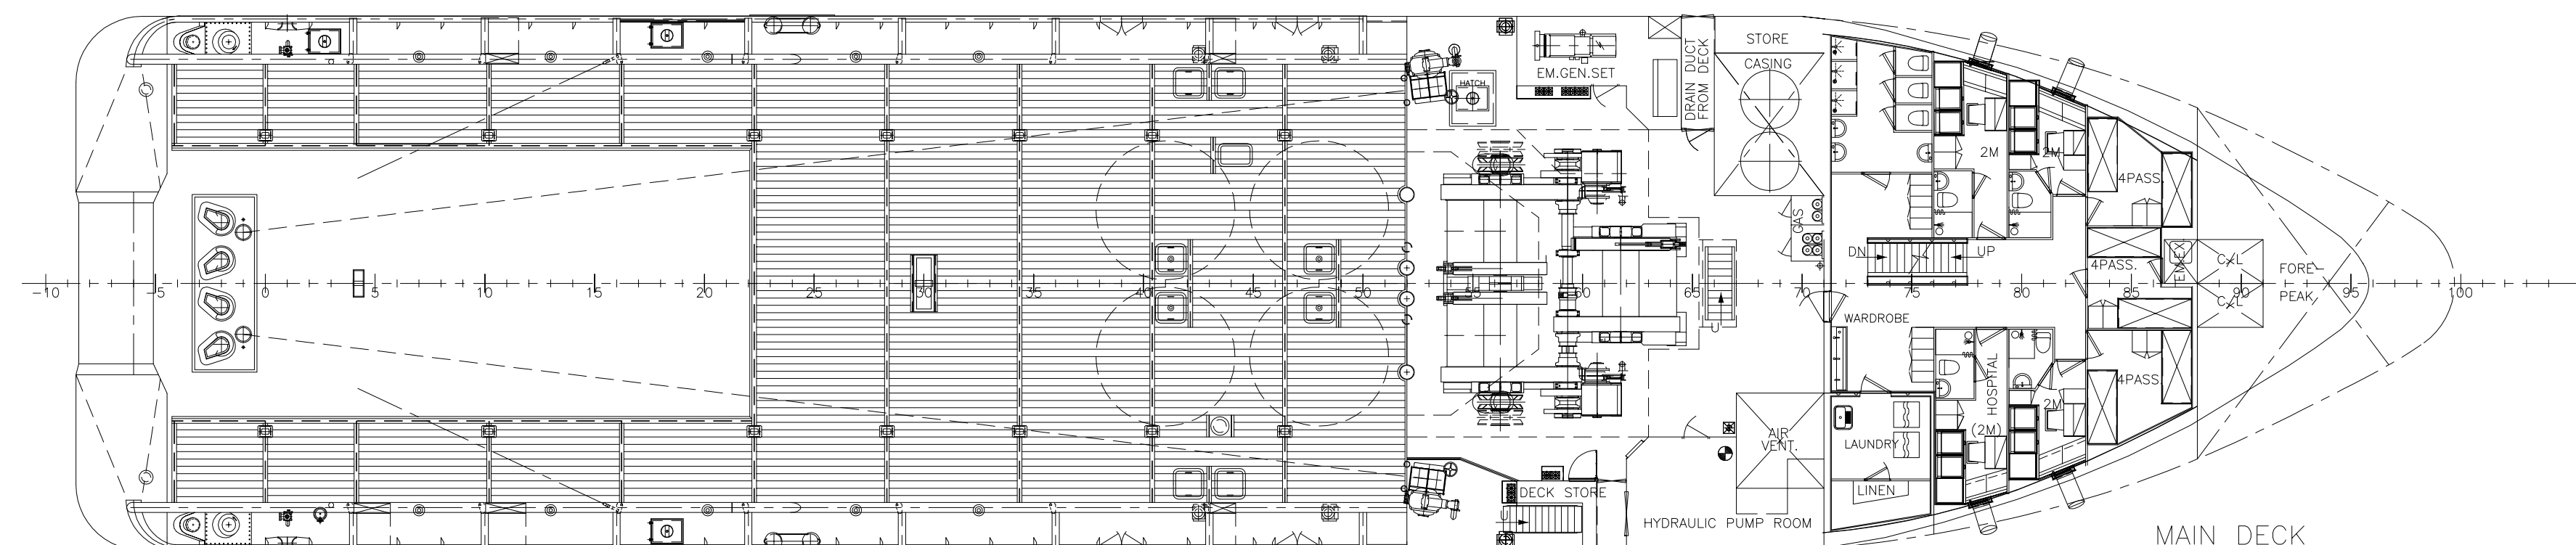 STORE
CASING
EM.GEN.SET
HATCH
DRAIN DUCT
FROM DECK
2M
2M
4PASS.
GAS
DN
UP
4PASS.
EM.EX
C.L
C.L
FORE
PEAK
-10
-5
0
5
10
15
20
25
30
35
40
45
50
55
60
65
70
75
80
85
90
95
100
U
WARDROBE
HOSPITAL
(2M)
2M
4PASS.
AIR
VENT.
LAUNDRY
LINEN
DECK STORE
U
HYDRAULIC PUMP ROOM
MAIN DECK